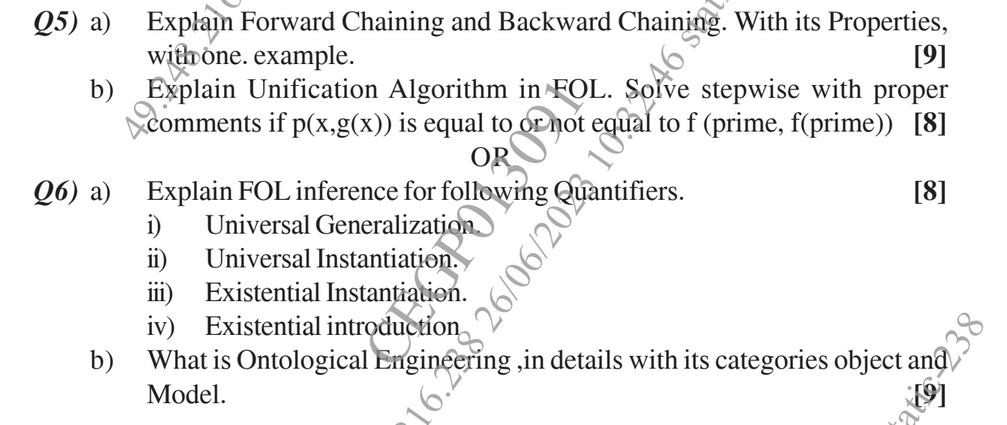 Q5) a) Explain Forward Chaining and Backward Chaining. With its Properties,
with one. example. [9]
b) Explain Unification Algorithm in FOL. Solve stepwise with proper
comments if p(x,g(x)) is equal to or not equal to f (prime, f(prime)) [8]
OR
Q6) a) Explain FOL inference for following Quantifiers. [8]
i) Universal Generalization.
ii) Universal Instantiation.
iii) Existential Instantiation.
iv) Existential introduction
b) What is Ontological Engineering ,in details with its categories object and
Model. [9]
CEGP013091
49.248.216.238 26/06/2023 10:32:46 static-238